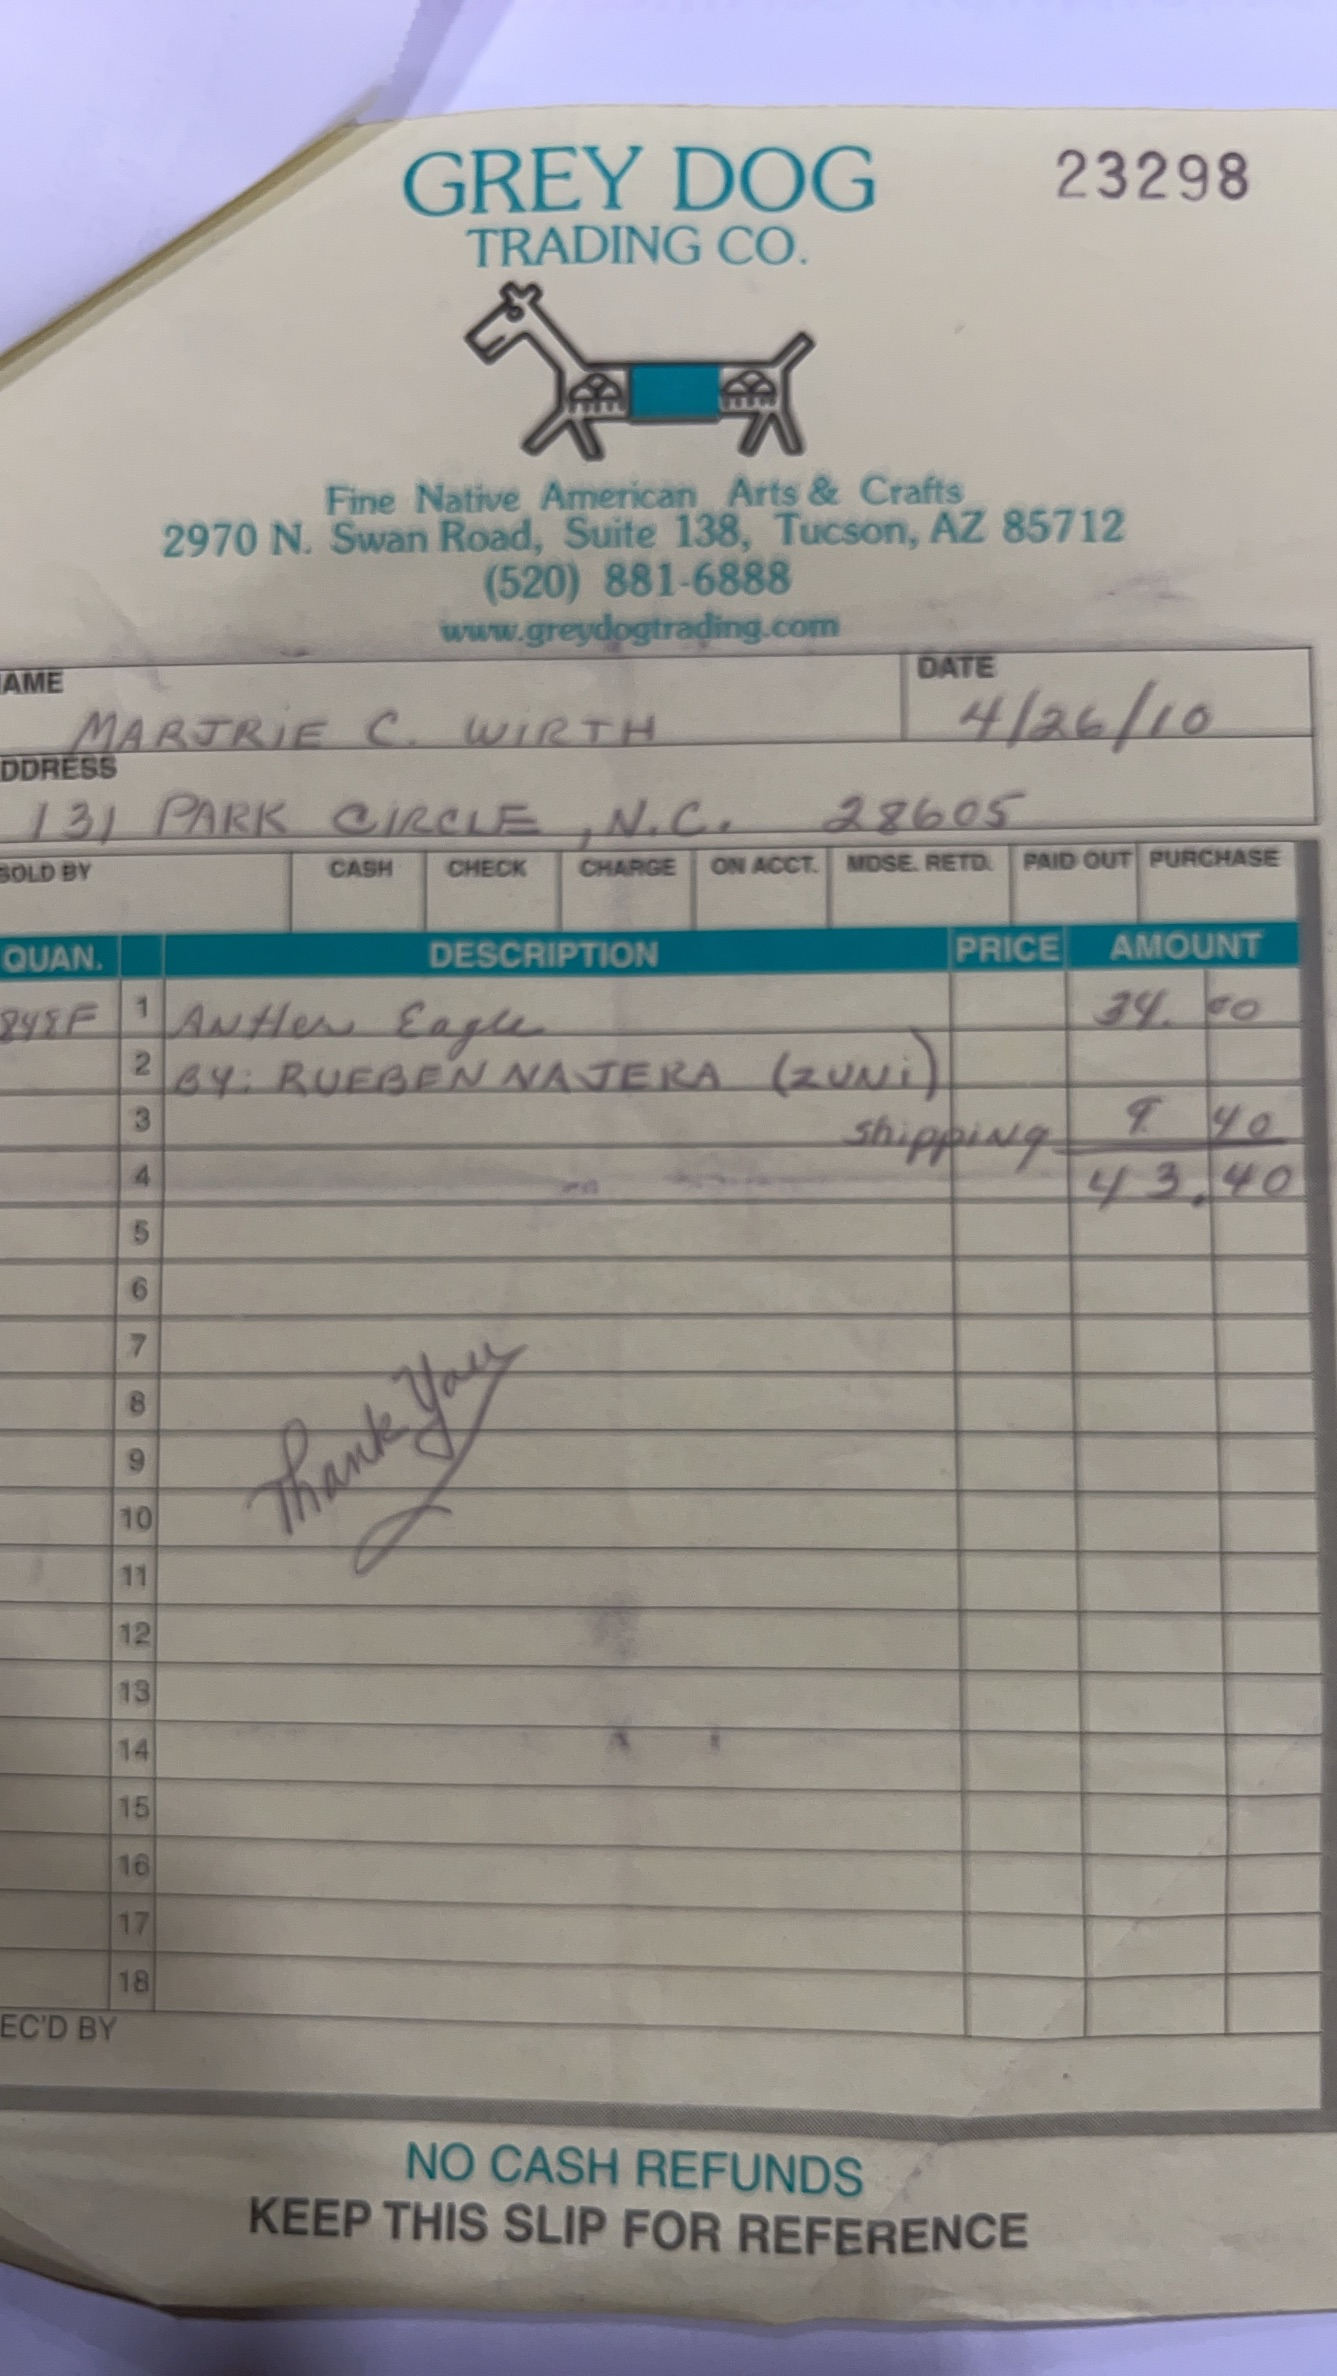 GREY DOG
23298
TRADING CO.
Fine Native American Arts & Crafts
2970 N. Swan Road, Suite 138, Tucson, AZ 85712
(520) 881-6888
www.greydogtrading.com
AME DATE
MARJRIE C. WIRTH 4/26/10
DDRESS
131 PARK CIRCLE, N.C. 28605
SOLD BY CASH CHECK CHARGE ON ACCT. MDSE. RETD. PAID OUT PURCHASE
QUAN. DESCRIPTION PRICE AMOUNT
1 Antler Eagle 34.00
2 BY: RUEBEN NAJERA (ZUNi)
3 shipping 9 40
4 43.40
5
6
7
8
9
10
11
12
13
14
15
16
17
18
Thank You
EC'D BY
NO CASH REFUNDS
KEEP THIS SLIP FOR REFERENCE